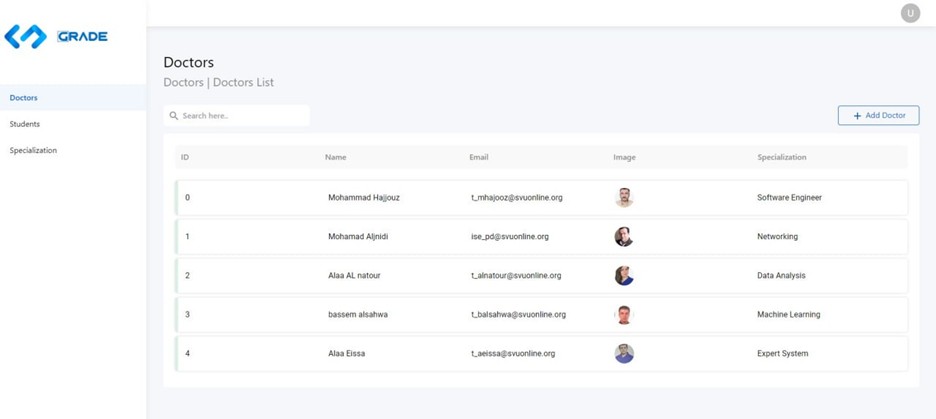 GRADE
U
Doctors
Students
Specialization
Doctors
Doctors | Doctors List
Search here..
+ Add Doctor
ID Name Email Image Specialization
0 Mohammad Hajjouz t_mhajooz@svuonline.org Software Engineer
1 Mohamad Aljnidi ise_pd@svuonline.org Networking
2 Alaa AL natour t_alnatour@svuonline.org Data Analysis
3 bassem alsahwa t_balsahwa@svuonline.org Machine Learning
4 Alaa Eissa t_aeissa@svuonline.org Expert System